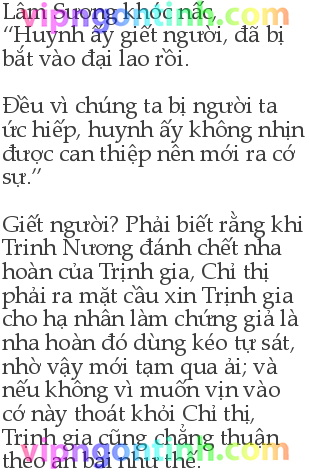 vipngontinh.com
Lâm Sương khóc nấc,
“Huynh ấy giết người, đã bị
bắt vào đại lao rồi.
Đều vì chúng ta bị người ta
ức hiếp, huynh ấy không nhịn
được can thiệp nên mới ra cớ
sự.”
Giết người? Phải biết rằng khi
Trinh Nương đánh chết nha
hoàn của Trịnh gia, Chỉ thị
phải ra mặt cầu xin Trịnh gia
cho hạ nhân làm chứng giả là
nha hoàn đó dùng kéo tự sát,
nhờ vậy mới tạm qua ải; và
nếu không vì muốn vịn vào
cớ này thoát khỏi Chỉ thị,
Trịnh gia cũng chẳng thuận
theo an bài như thế.
vipngontinh.com